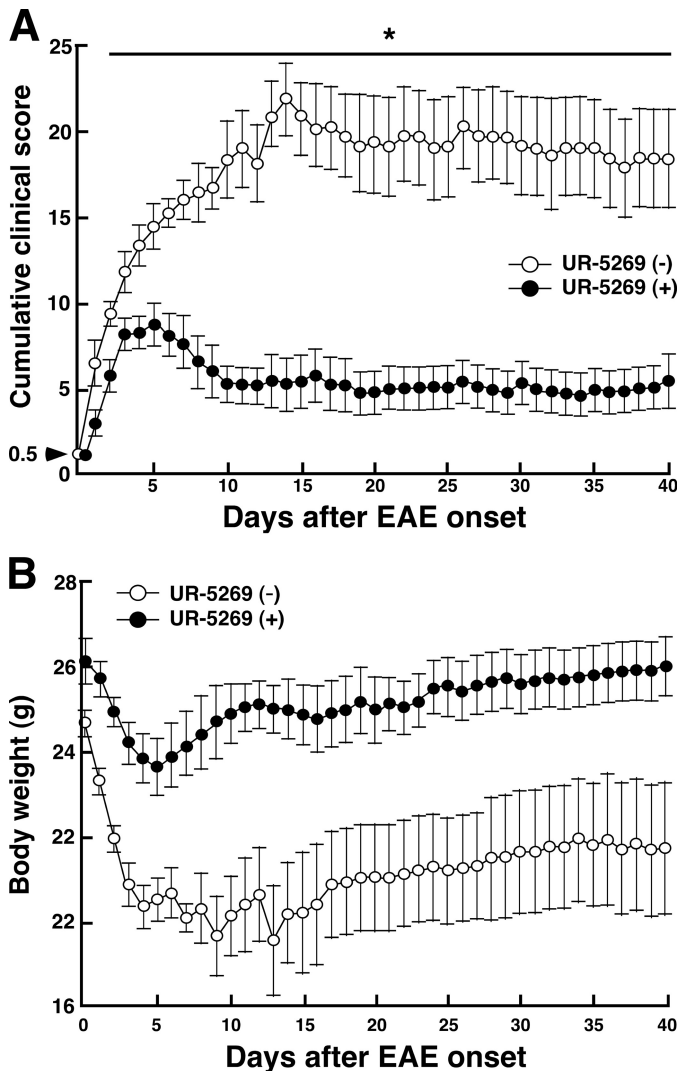 A
*
Cumulative clinical score
25
20
15
10
5
0.5
0
UR-5269 (-)
UR-5269 (+)
5 10 15 20 25 30 35 40
Days after EAE onset
B
Body weight (g)
28
26
24
22
22
16
UR-5269 (-)
UR-5269 (+)
0 5 10 15 20 25 30 35 40
Days after EAE onset